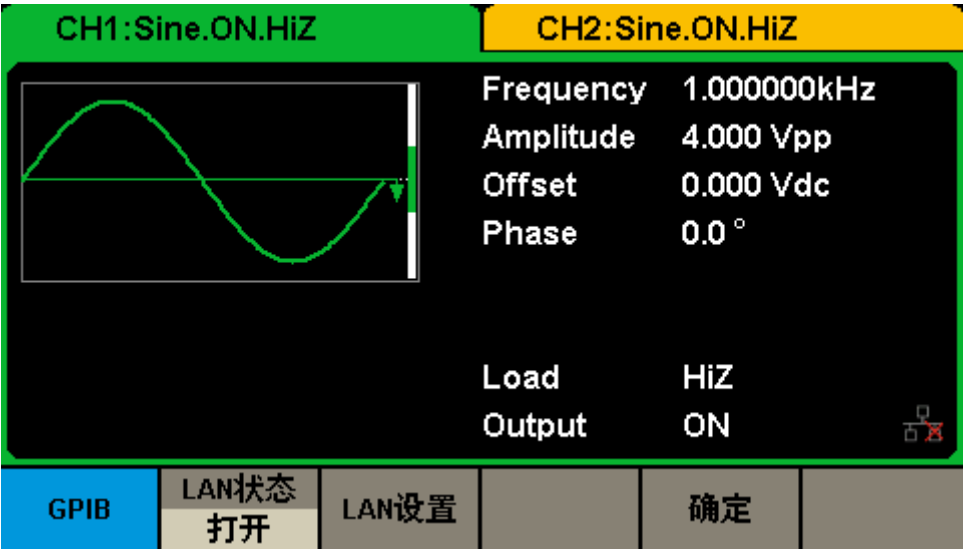 CH1:Sine.ON.HiZ
CH2:Sine.ON.HiZ
Frequency 1.000000kHz
Amplitude 4.000 Vpp
Offset 0.000 Vdc
Phase 0.0 °
Load HiZ
Output ON
GPIB
LAN状态
打开
LAN设置
确定